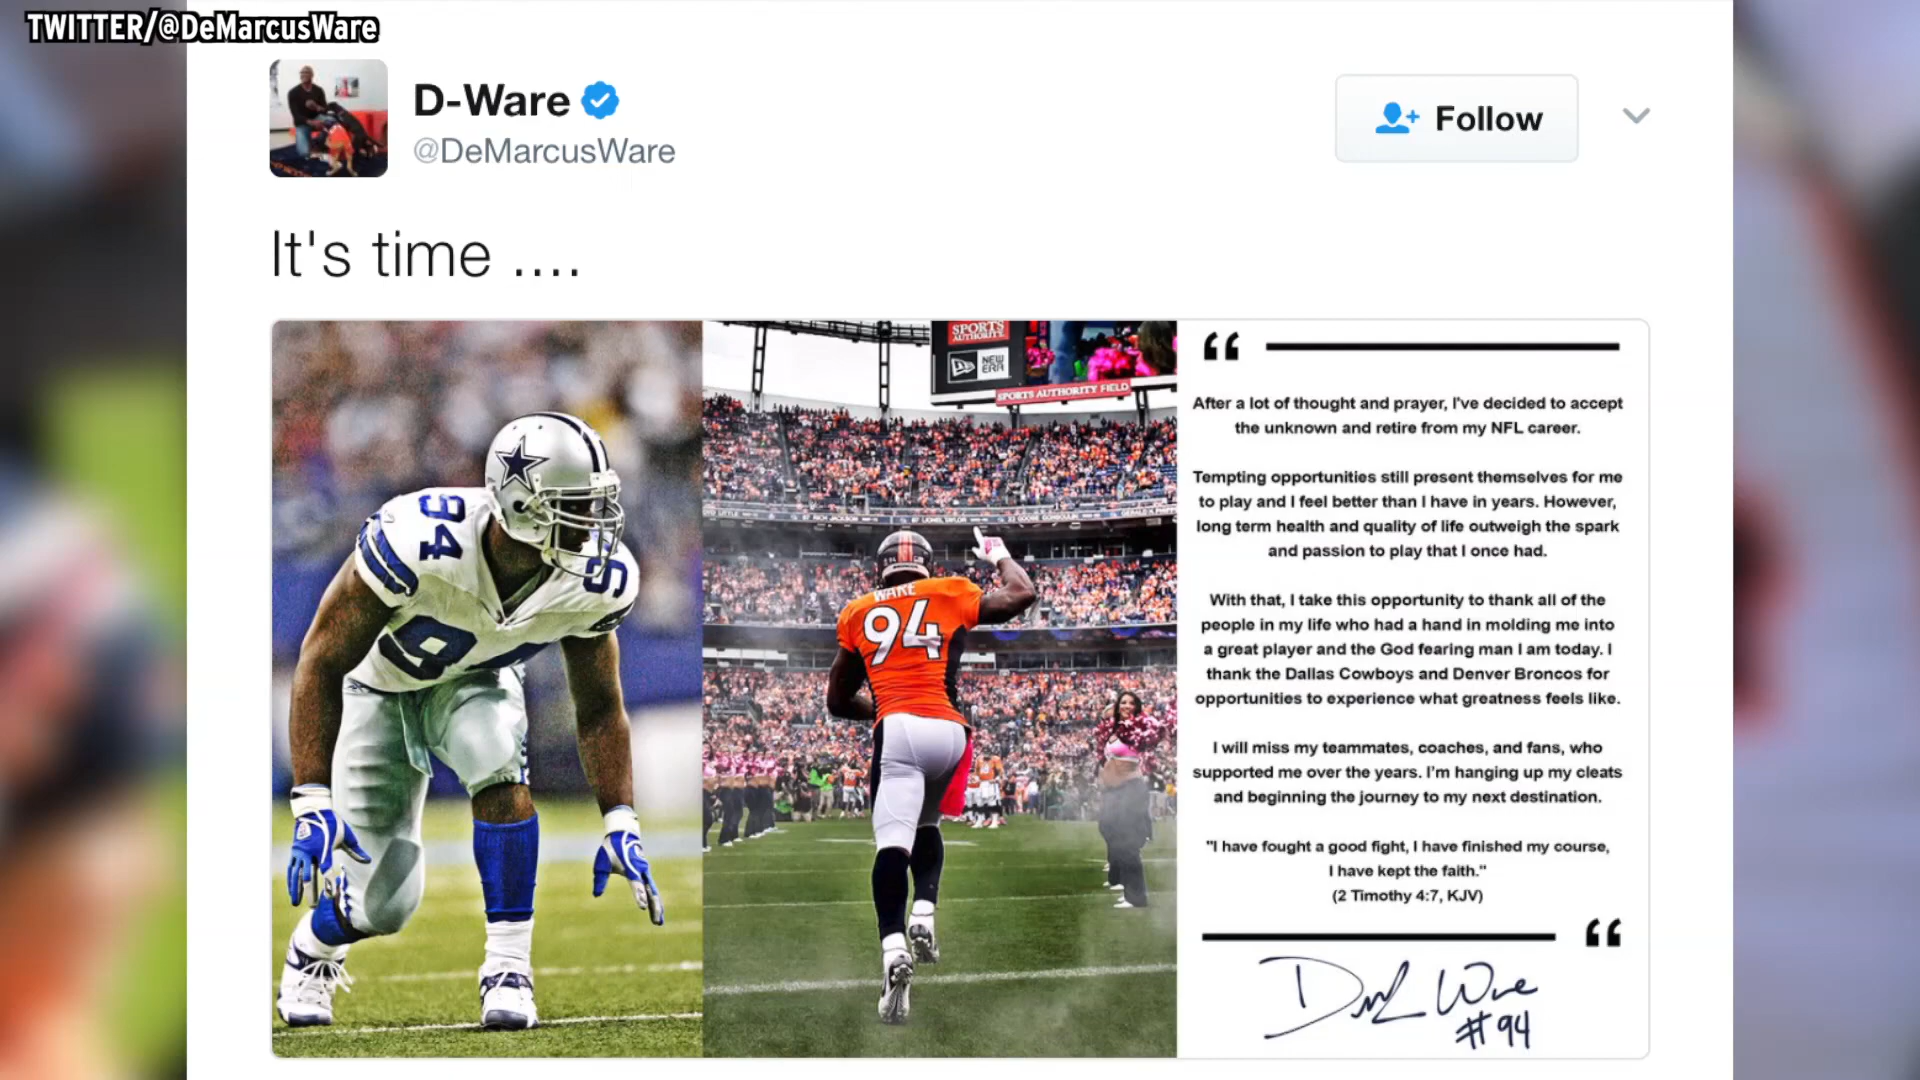 TWITTER/@DeMarcusWare
D-Ware
@DeMarcusWare
Follow
It's time ....
94
94
SPORTS
AUTHORITY
NEW
ERA
SPORTS AUTHORITY FIELD
WARE
94
“
After a lot of thought and prayer, I've decided to accept
the unknown and retire from my NFL career.
Tempting opportunities still present themselves for me
to play and I feel better than I have in years. However,
long term health and quality of life outweigh the spark
and passion to play that I once had.
With that, I take this opportunity to thank all of the
people in my life who had a hand in molding me into
a great player and the God fearing man I am today. I
thank the Dallas Cowboys and Denver Broncos for
opportunities to experience what greatness feels like.
I will miss my teammates, coaches, and fans, who
supported me over the years. I'm hanging up my cleats
and beginning the journey to my next destination.
"I have fought a good fight, I have finished my course,
I have kept the faith."
(2 Timothy 4:7, KJV)
“
#94